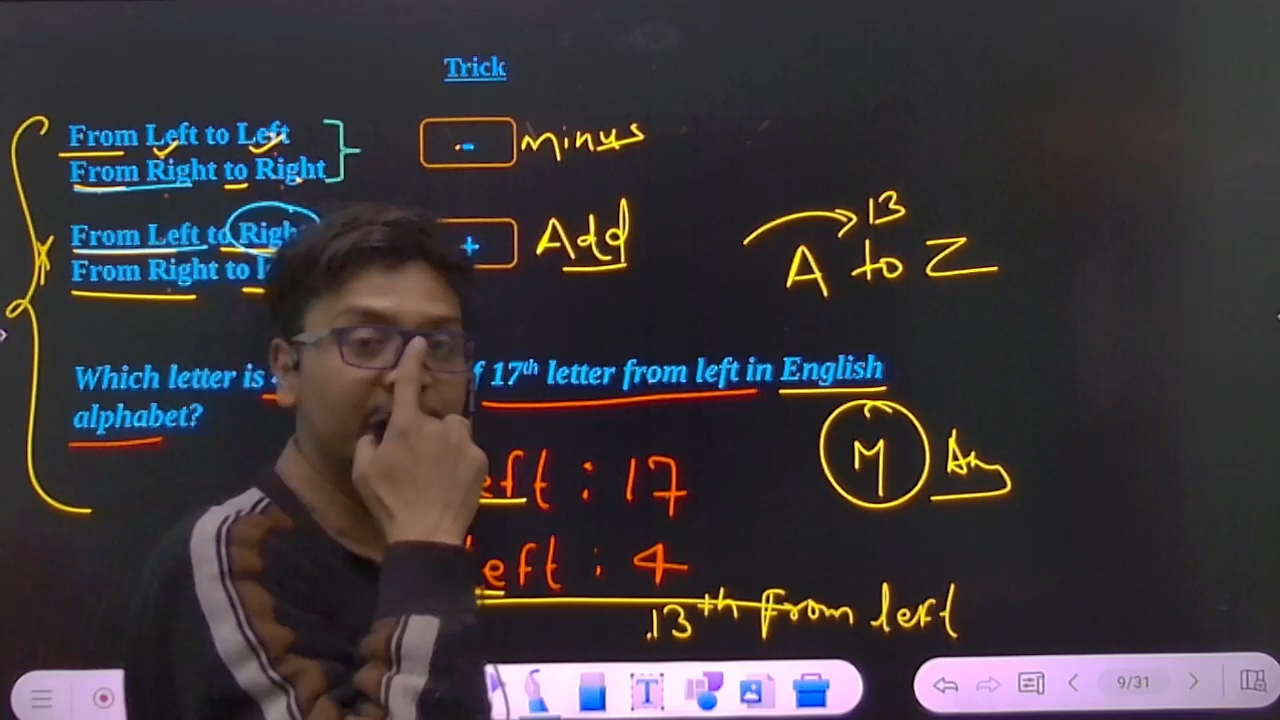 Trick
From Left to Left
From Right to Right
- minus
From Left to Righ
From Right to
+ Add
13
A to Z
Which letter is
17th letter from left in English
alphabet?
eft : 17
M Ans
eft : 4
13th from left
T
9/31